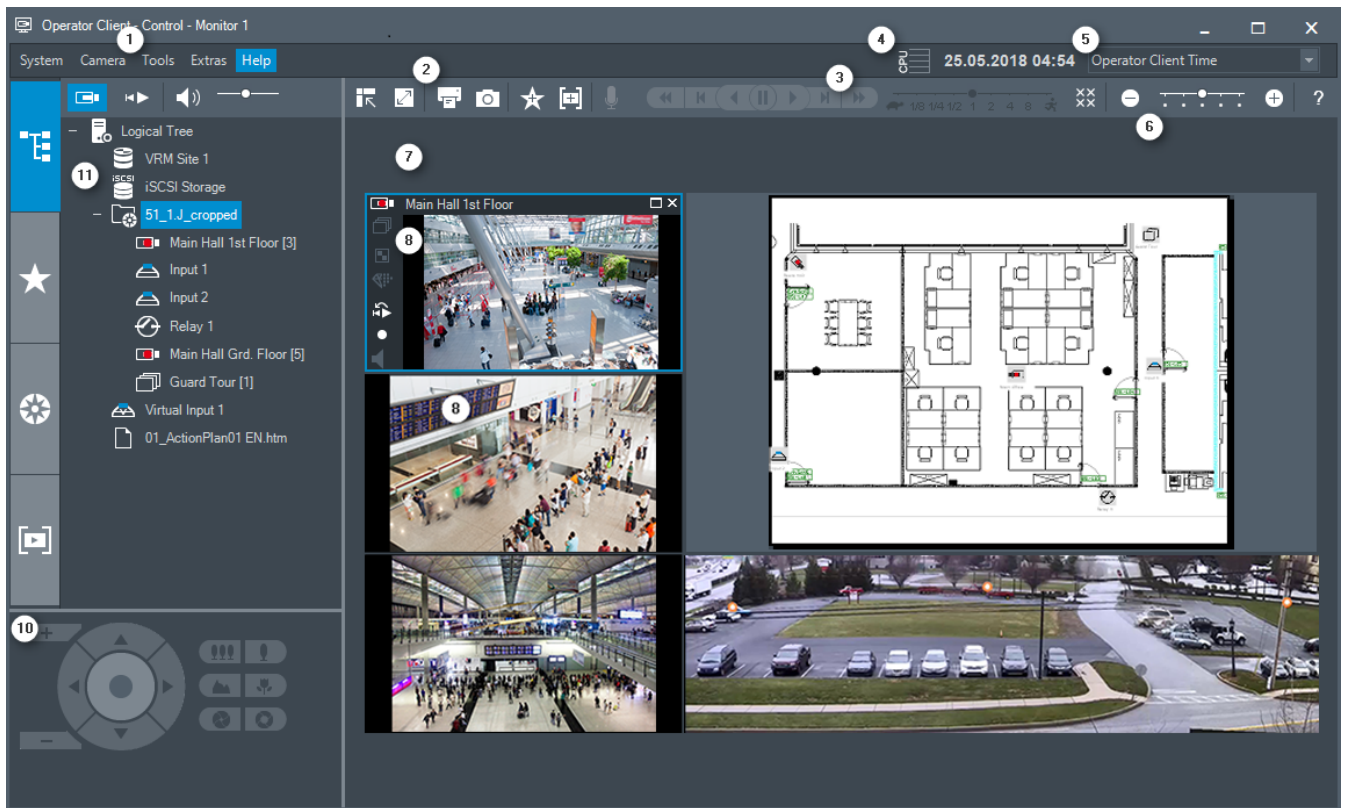 Operator Client - Control - Monitor 1
1
4
5
System Camera Tools Extras Help
CPU
25.05.2018 04:54
Operator Client Time
2
3
1/8 1/4 1/2 1 2 4 8
?
6
Logical Tree
VRM Site 1
11
iSCSI
iSCSI Storage
51_1.J_cropped
Main Hall 1st Floor [3]
Input 1
Input 2
Relay 1
Main Hall Grd. Floor [5]
Guard Tour [1]
Virtual Input 1
01_ActionPlan01 EN.htm
7
Main Hall 1st Floor
8
8
Relay 1
10